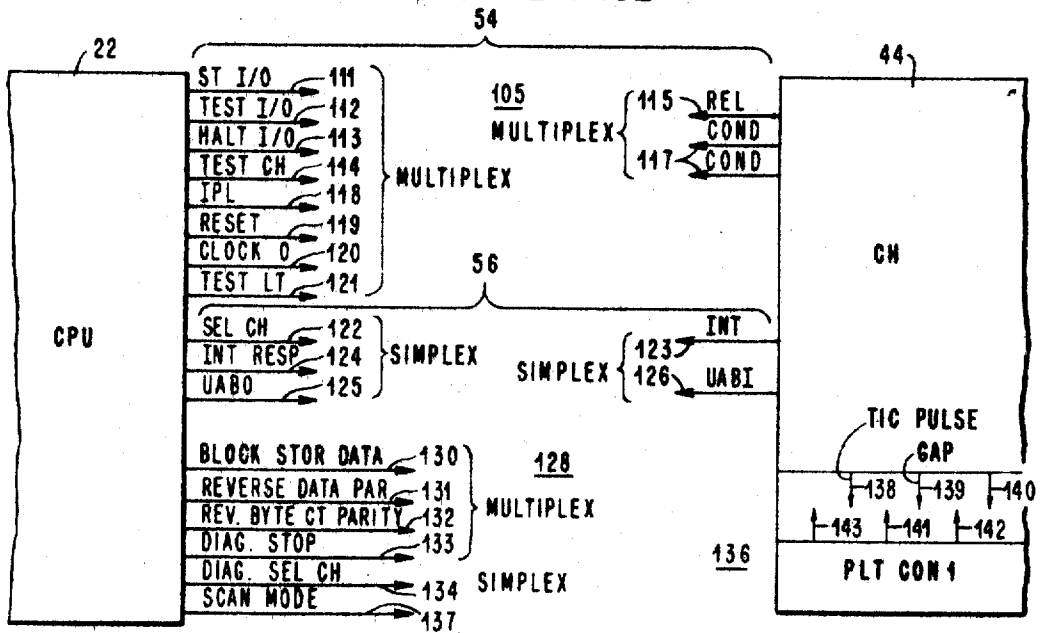 54
22
44
ST I/O 111
TEST I/O 112
HALT I/O 113
TEST CH 114
IPL 118
RESET 119
CLOCK O 120
TEST LT 121
MULTIPLEX
105
MULTIPLEX
115 REL
COND
117 COND
CPU
CH
56
SEL CH 122
INT RESP 124
UABO 125
SIMPLEX
SIMPLEX
INT
123
126 UABI
BLOCK STOR DATA 130
REVERSE DATA PAR 131
REV. BYTE CT PARITY 132
DIAG. STOP 133
MULTIPLEX
128
DIAG. SEL CH 134
SIMPLEX
SCAN MODE 137
136
TIC PULSE
GAP
138 139 140
143 141 142
PLT CON1